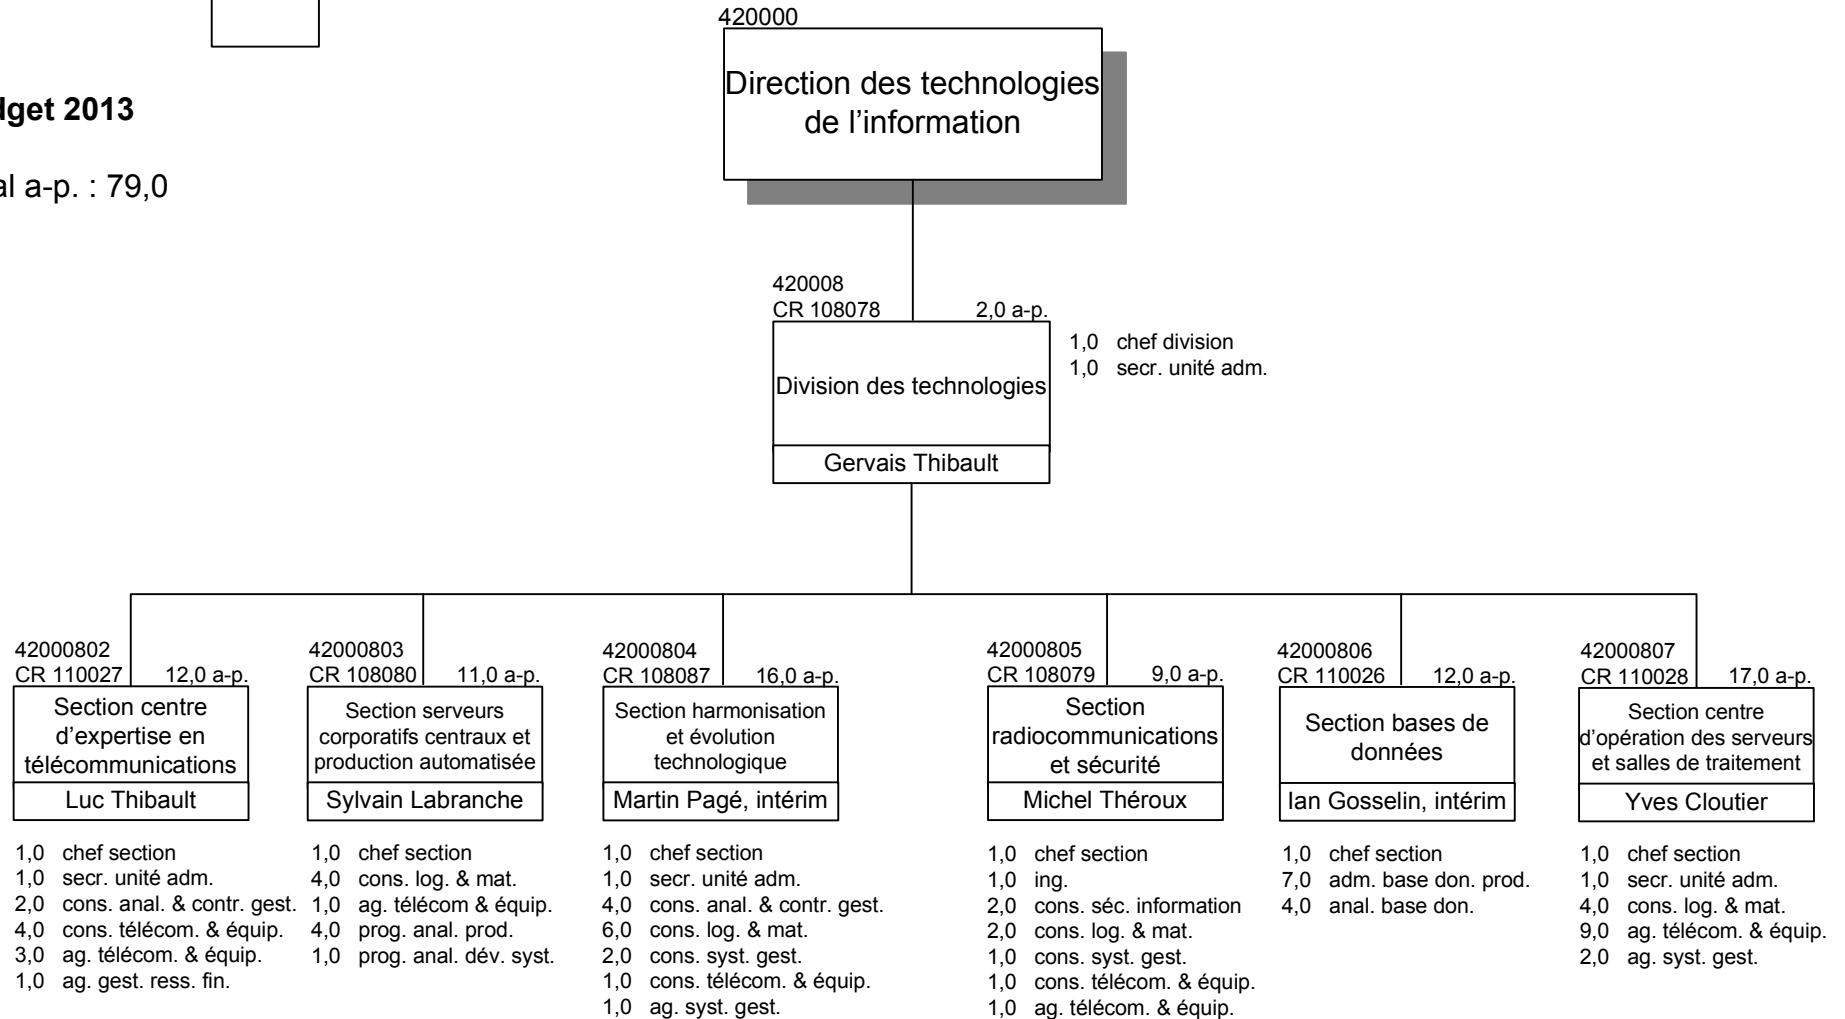 420000
Direction des technologies
de l'information
dget 2013
al a-p. : 79,0
420008
CR 108078 2,0 a-p.
Division des technologies
Gervais Thibault
1,0 chef division
1,0 secr. unité adm.
42000802
CR 110027 12,0 a-p.
Section centre
d'expertise en
télécommunications
Luc Thibault
1,0 chef section
1,0 secr. unité adm.
2,0 cons. anal. & contr. gest.
4,0 cons. télécom. & équip.
3,0 ag. télécom. & équip.
1,0 ag. gest. ress. fin.
42000803
CR 108080 11,0 a-p.
Section serveurs
corporatifs centraux et
production automatisée
Sylvain Labranche
1,0 chef section
4,0 cons. log. & mat.
1,0 ag. télécom & équip.
4,0 prog. anal. prod.
1,0 prog. anal. dév. syst.
42000804
CR 108087 16,0 a-p.
Section harmonisation
et évolution
technologique
Martin Pagé, intérim
1,0 chef section
1,0 secr. unité adm.
4,0 cons. anal. & contr. gest.
6,0 cons. log. & mat.
2,0 cons. syst. gest.
1,0 cons. télécom. & équip.
1,0 ag. syst. gest.
42000805
CR 108079 9,0 a-p.
Section
radiocommunications
et sécurité
Michel Théroux
1,0 chef section
1,0 ing.
2,0 cons. séc. information
2,0 cons. log. & mat.
1,0 cons. syst. gest.
1,0 cons. télécom. & équip.
1,0 ag. télécom. & équip.
42000806
CR 110026 12,0 a-p.
Section bases de
données
Ian Gosselin, intérim
1,0 chef section
7,0 adm. base don. prod.
4,0 anal. base don.
42000807
CR 110028 17,0 a-p.
Section centre
d'opération des serveurs
et salles de traitement
Yves Cloutier
1,0 chef section
1,0 secr. unité adm.
4,0 cons. log. & mat.
9,0 ag. télécom. & équip.
2,0 ag. syst. gest.